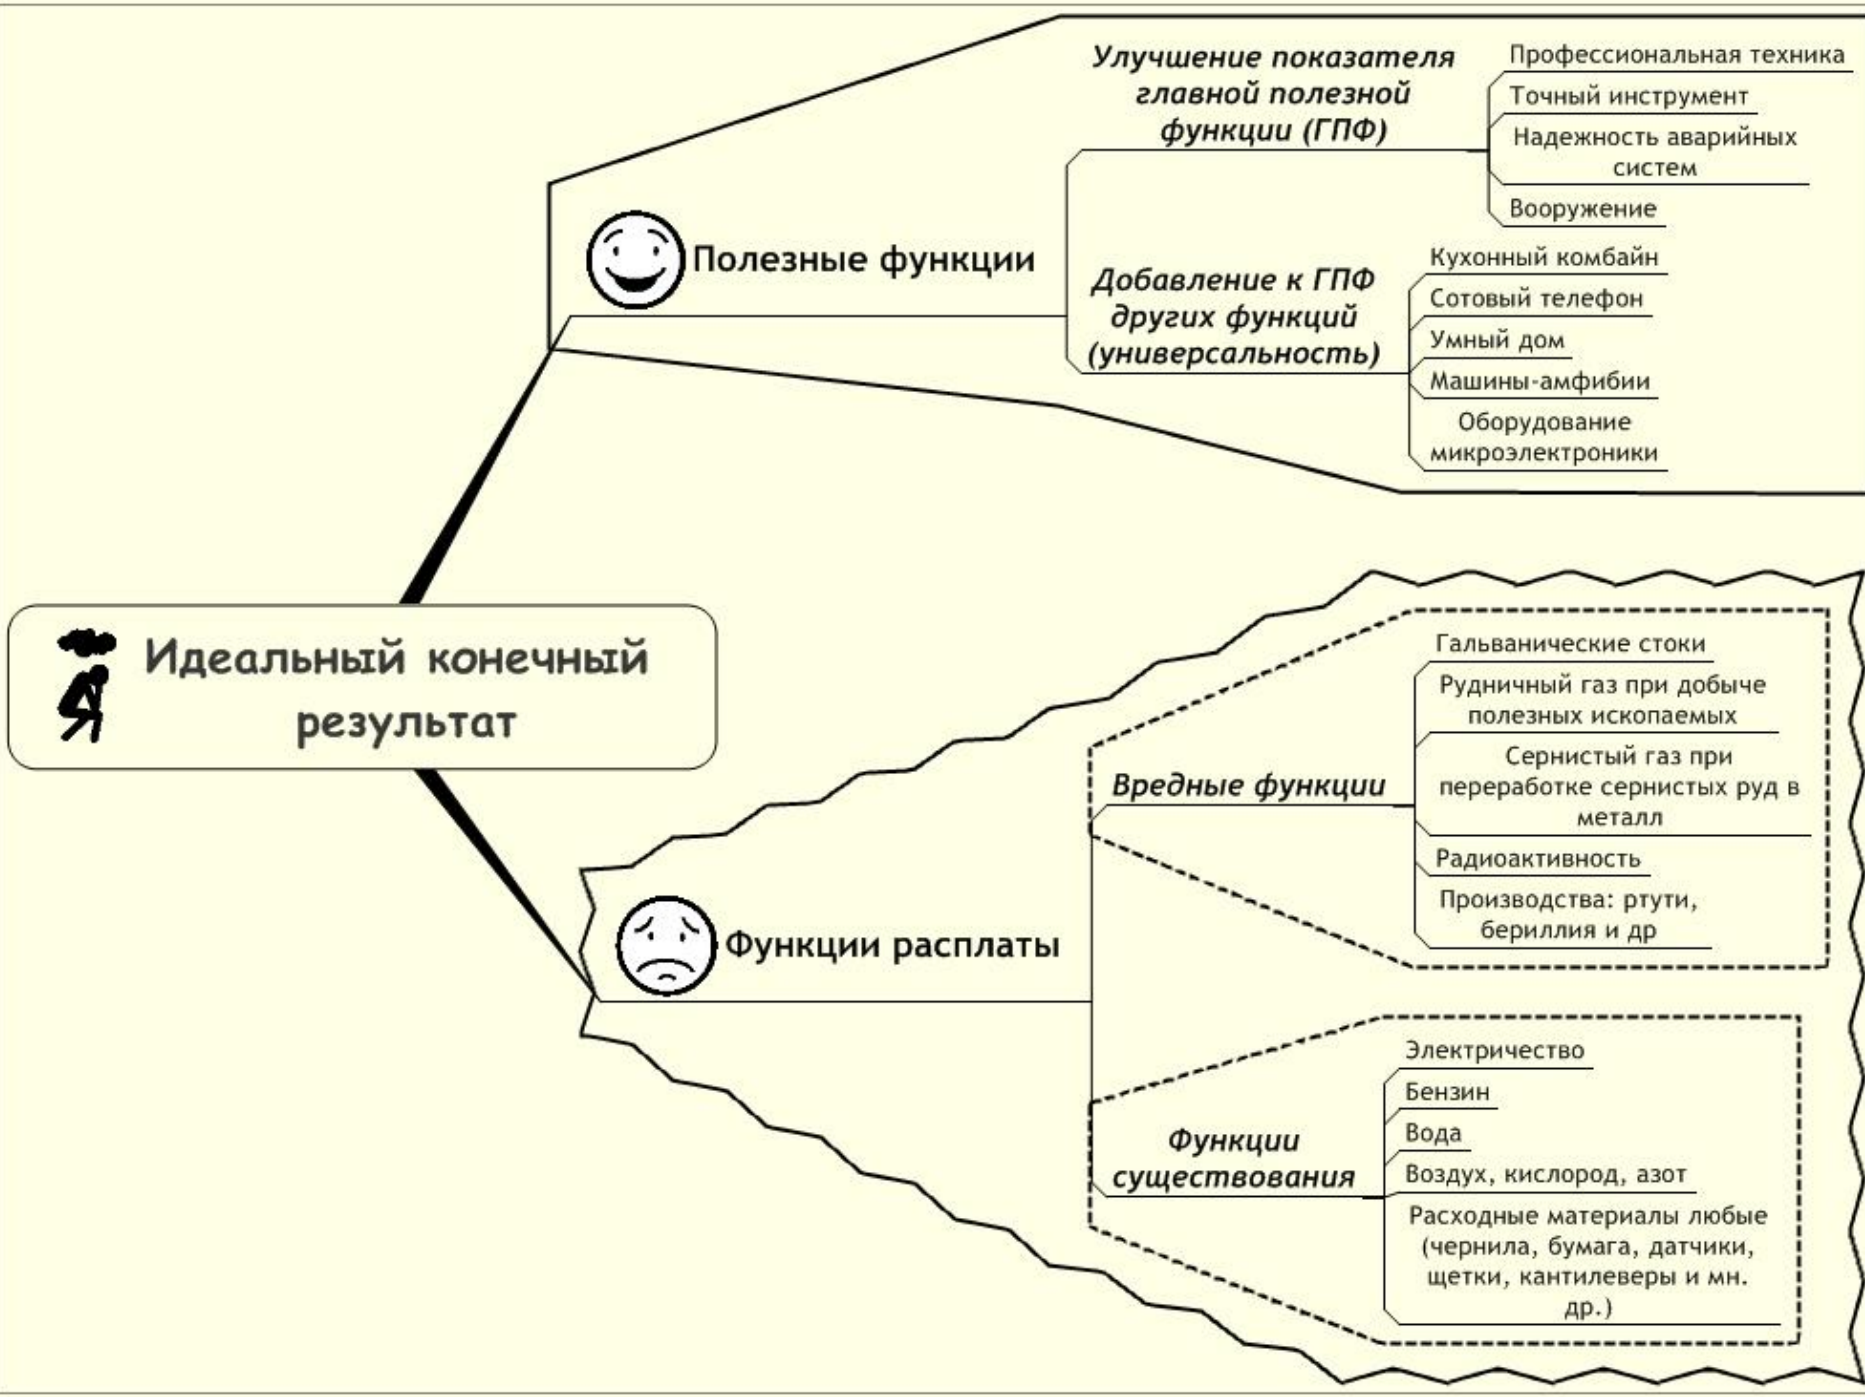 Идеальный конечный
результат
Полезные функции
Улучшение показателя
главной полезной
функции (ГПФ)
Профессиональная техника
Точный инструмент
Надежность аварийных
систем
Вооружение
Добавление к ГПФ
других функций
(универсальность)
Кухонный комбайн
Сотовый телефон
Умный дом
Машины-амфибии
Оборудование
микроэлектроники
Функции расплаты
Вредные функции
Гальванические стоки
Рудничный газ при добыче
полезных ископаемых
Сернистый газ при
переработке сернистых руд в
металл
Радиоактивность
Производства: ртути,
бериллия и др
Функции
существования
Электричество
Бензин
Вода
Воздух, кислород, азот
Расходные материалы любые
(чернила, бумага, датчики,
щетки, кантилеверы и мн.
др.)